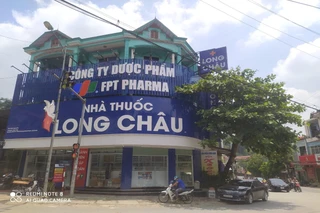 CÔNG TY DƯỢC PHẨM
FPT PHARMA
NHÀ THUỐC
LONG CHÂU
LONG
CHÂU
REDMI NOTE 8
AI QUAD CAMERA